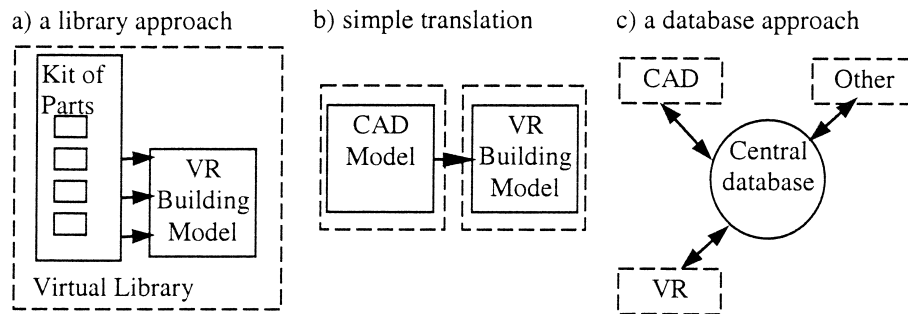 a) a library approach
Kit of
Parts
VR
Building
Model
Virtual Library
b) simple translation
CAD
Model
VR
Building
Model
c) a database approach
CAD
Other
Central
database
VR